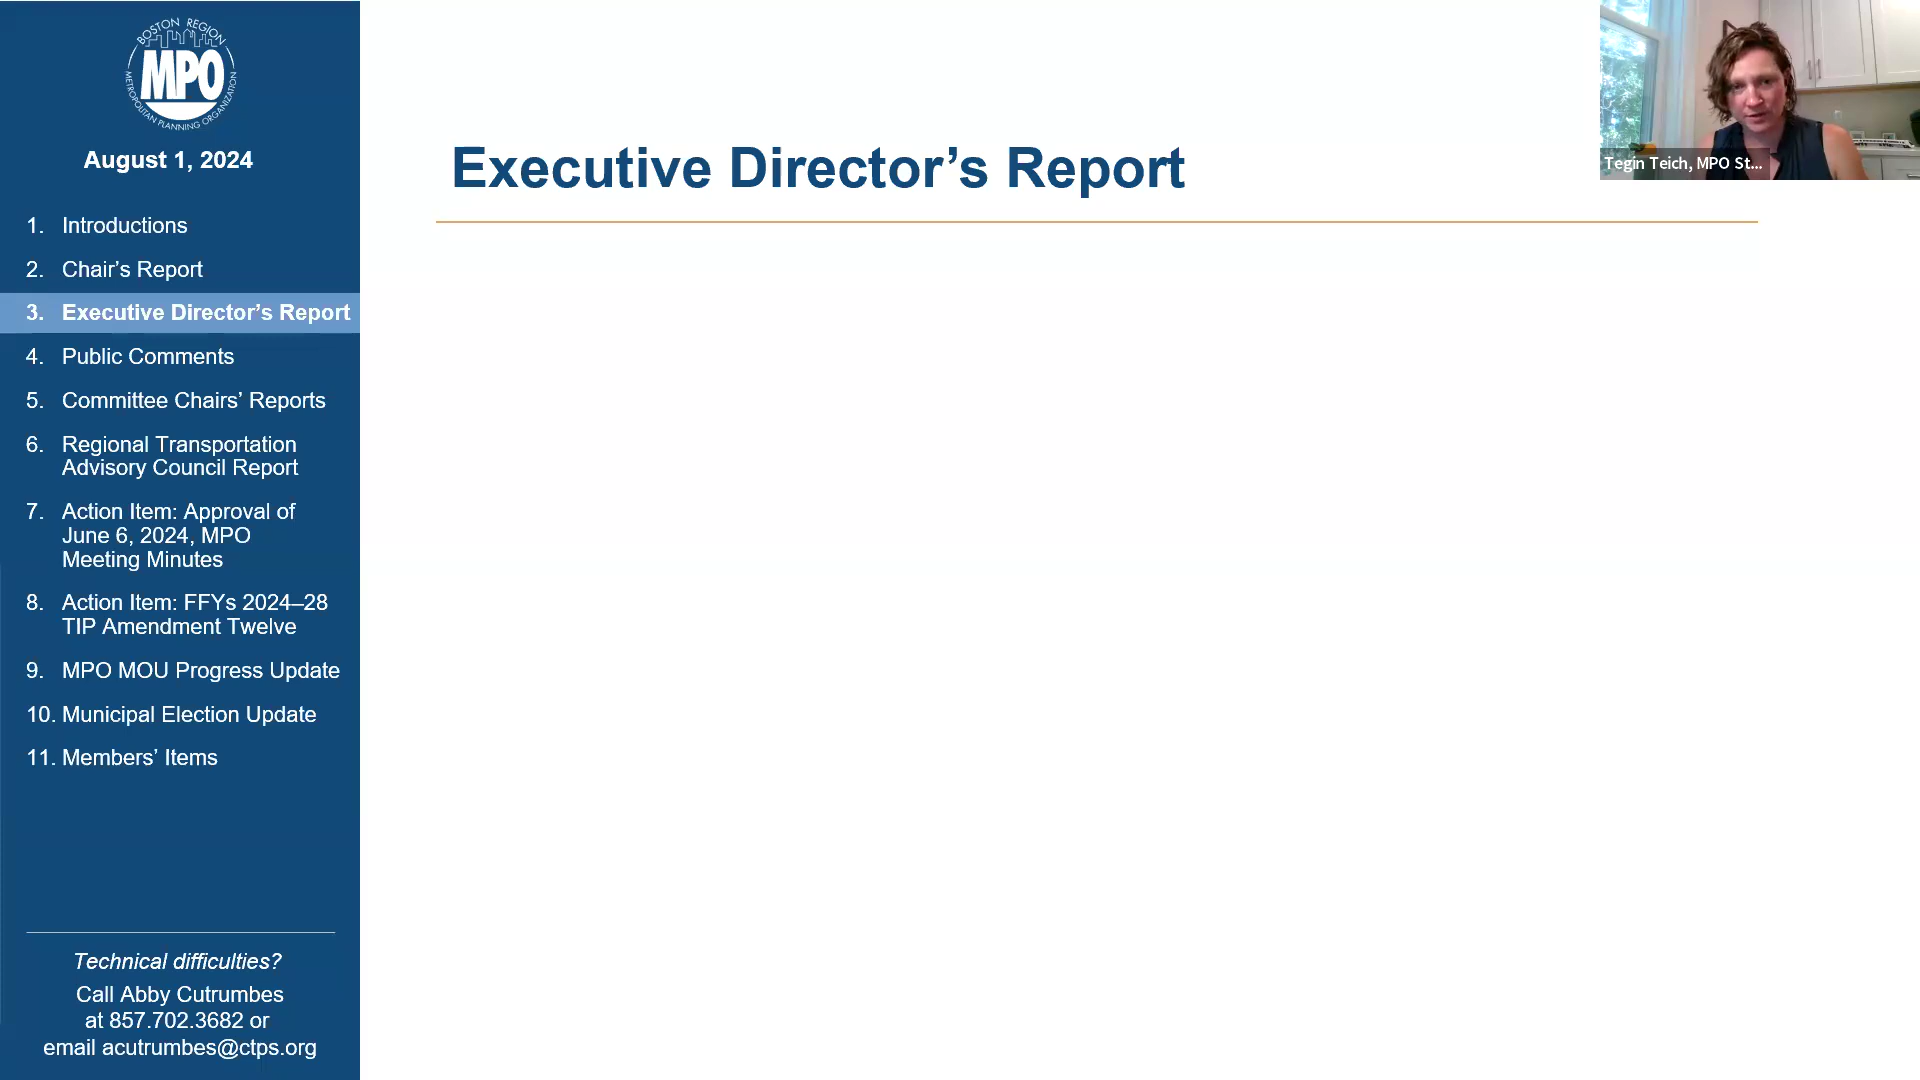 BOSTON REGION
MPO
METROPOLITAN PLANNING ORGANIZATION
August 1, 2024
1. Introductions
2. Chair’s Report
3. Executive Director’s Report
4. Public Comments
5. Committee Chairs’ Reports
6. Regional Transportation
Advisory Council Report
7. Action Item: Approval of
June 6, 2024, MPO
Meeting Minutes
8. Action Item: FFYs 2024–28
TIP Amendment Twelve
9. MPO MOU Progress Update
10. Municipal Election Update
11. Members’ Items
Technical difficulties?
Call Abby Cutrumbes
at 857.702.3682 or
email acutrumbes@ctps.org
Executive Director’s Report
Tegin Teich, MPO St...